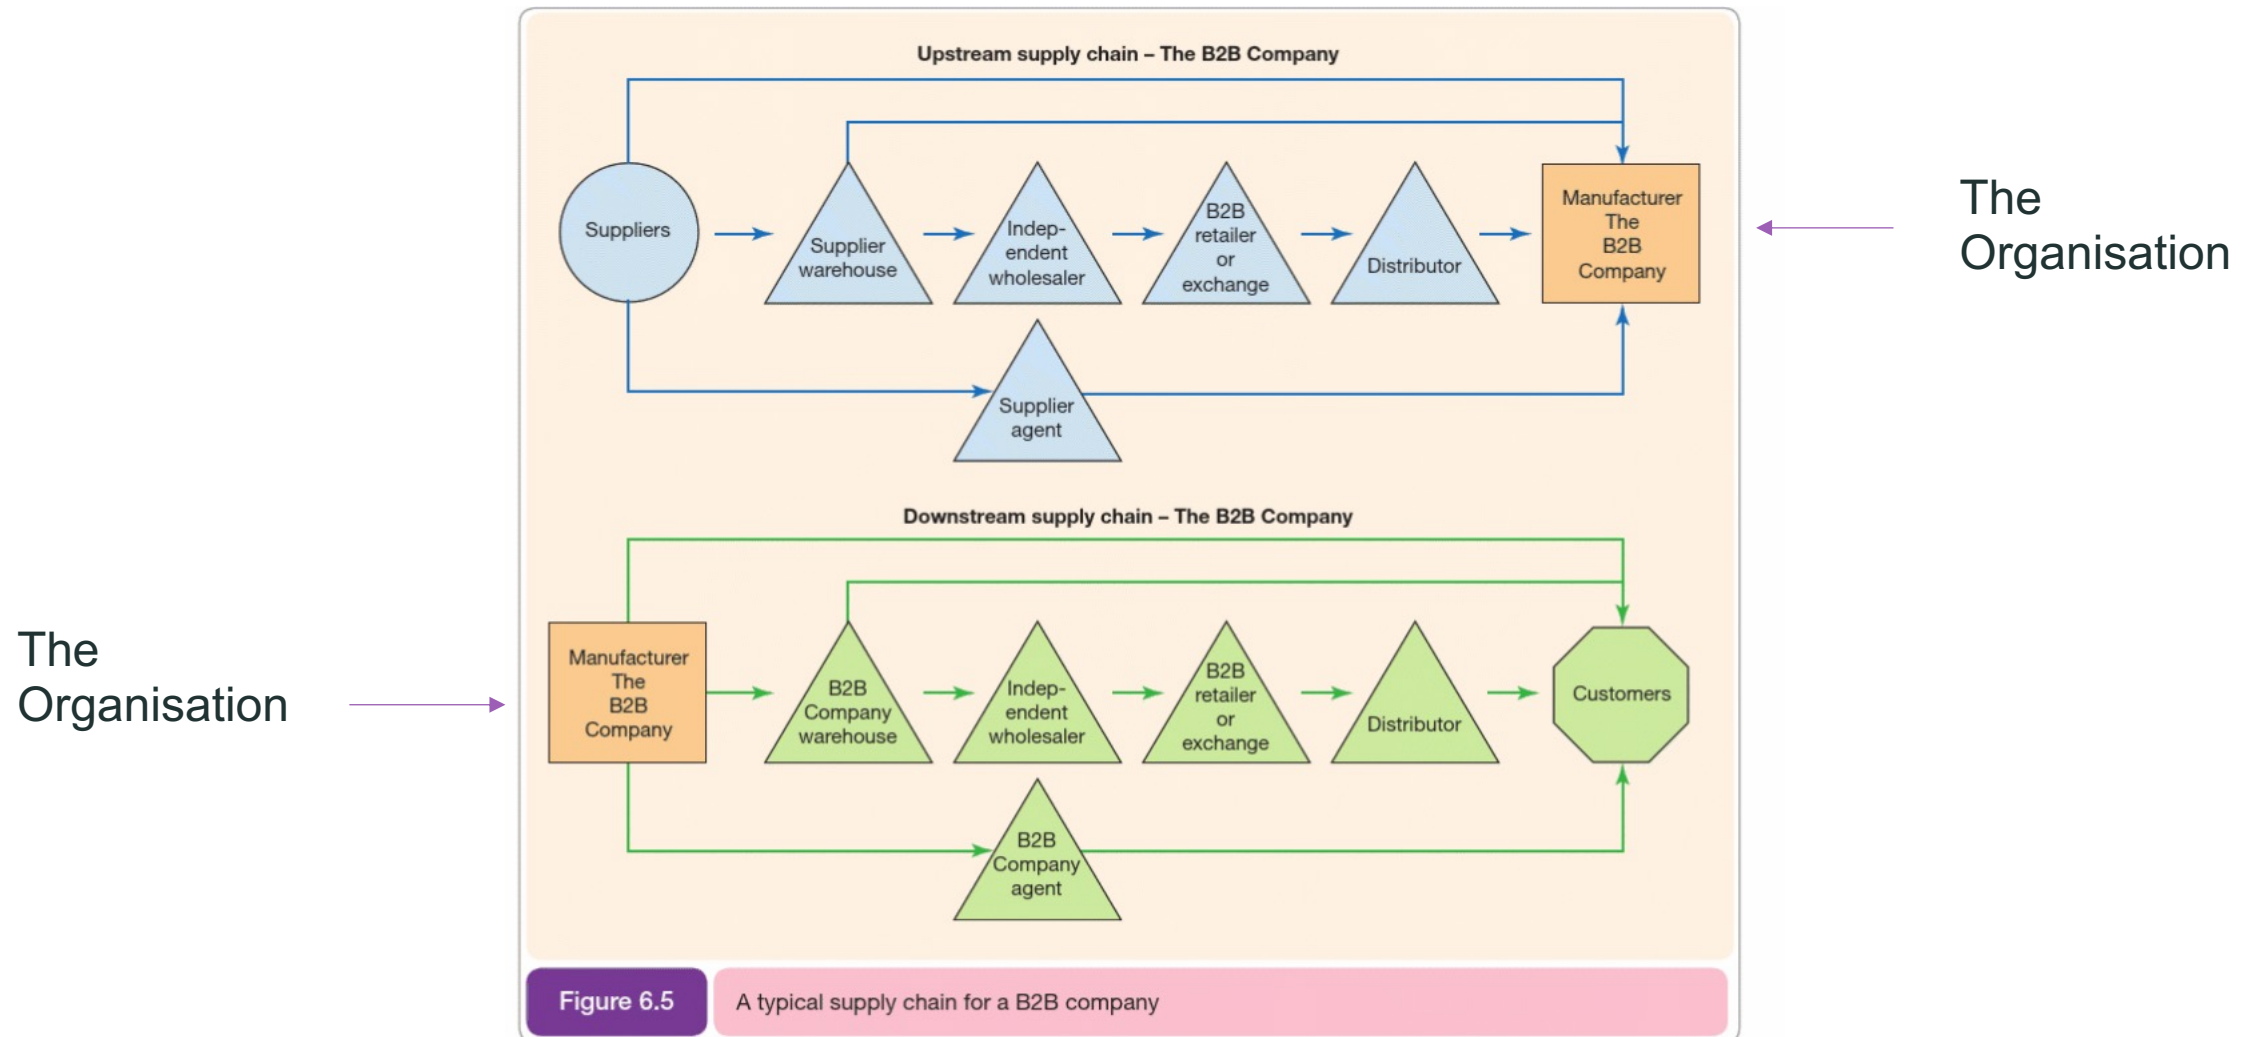 Upstream supply chain – The B2B Company
Suppliers
Supplier
warehouse
Indep-
endent
wholesaler
B2B
retailer
or
exchange
Distributor
Manufacturer
The
B2B
Company
The
Organisation
Supplier
agent
Downstream supply chain – The B2B Company
The
Organisation
Manufacturer
The
B2B
Company
B2B
Company
warehouse
Indep-
endent
wholesaler
B2B
retailer
or
exchange
Distributor
Customers
B2B
Company
agent
Figure 6.5
A typical supply chain for a B2B company